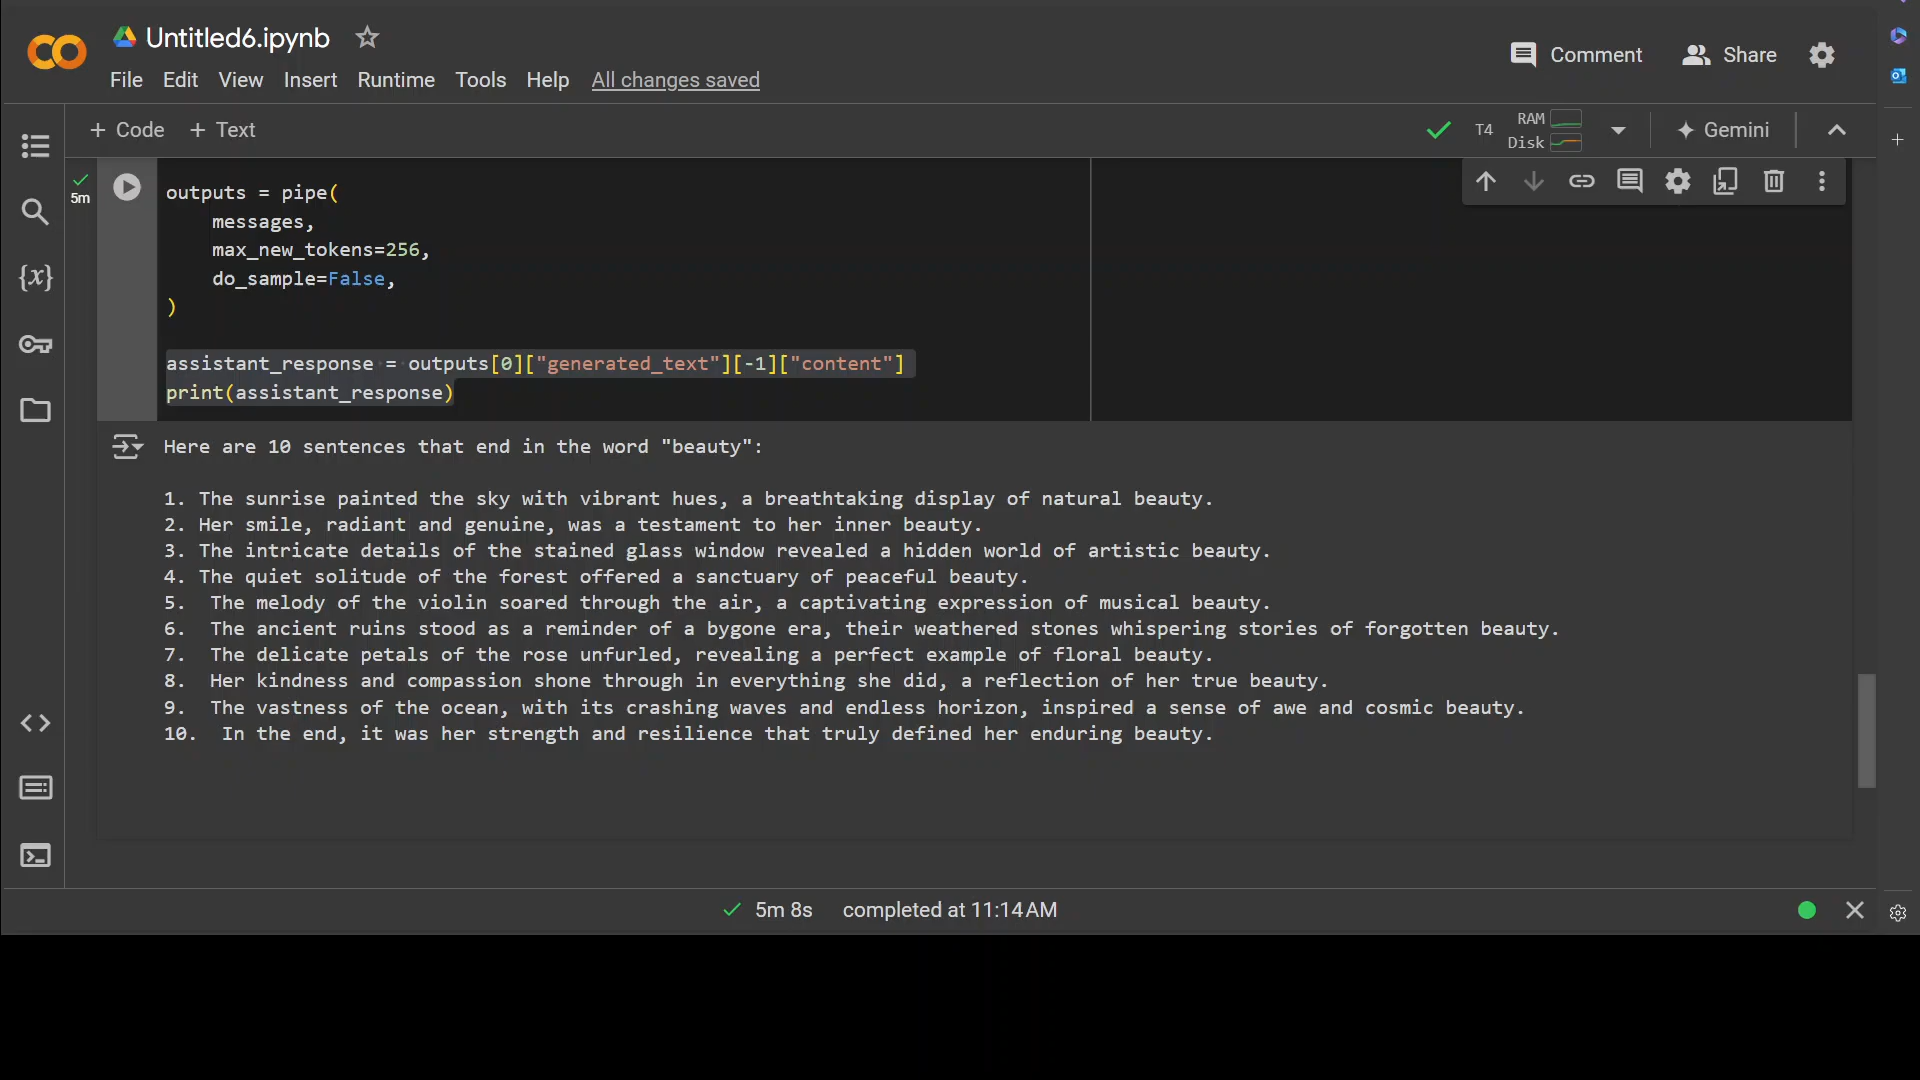 Untitled6.ipynb
File Edit View Insert Runtime Tools Help All changes saved
Comment Share
+ Code + Text
T4 RAM Disk Gemini
5m
outputs = pipe(
    messages,
    max_new_tokens=256,
    do_sample=False,
)
assistant_response = outputs[0]["generated_text"][-1]["content"]
print(assistant_response)
Here are 10 sentences that end in the word "beauty":
1. The sunrise painted the sky with vibrant hues, a breathtaking display of natural beauty.
2. Her smile, radiant and genuine, was a testament to her inner beauty.
3. The intricate details of the stained glass window revealed a hidden world of artistic beauty.
4. The quiet solitude of the forest offered a sanctuary of peaceful beauty.
5.  The melody of the violin soared through the air, a captivating expression of musical beauty.
6.  The ancient ruins stood as a reminder of a bygone era, their weathered stones whispering stories of forgotten beauty.
7.  The delicate petals of the rose unfurled, revealing a perfect example of floral beauty.
8.  Her kindness and compassion shone through in everything she did, a reflection of her true beauty.
9.  The vastness of the ocean, with its crashing waves and endless horizon, inspired a sense of awe and cosmic beauty.
10.  In the end, it was her strength and resilience that truly defined her enduring beauty.
5m 8s completed at 11:14 AM